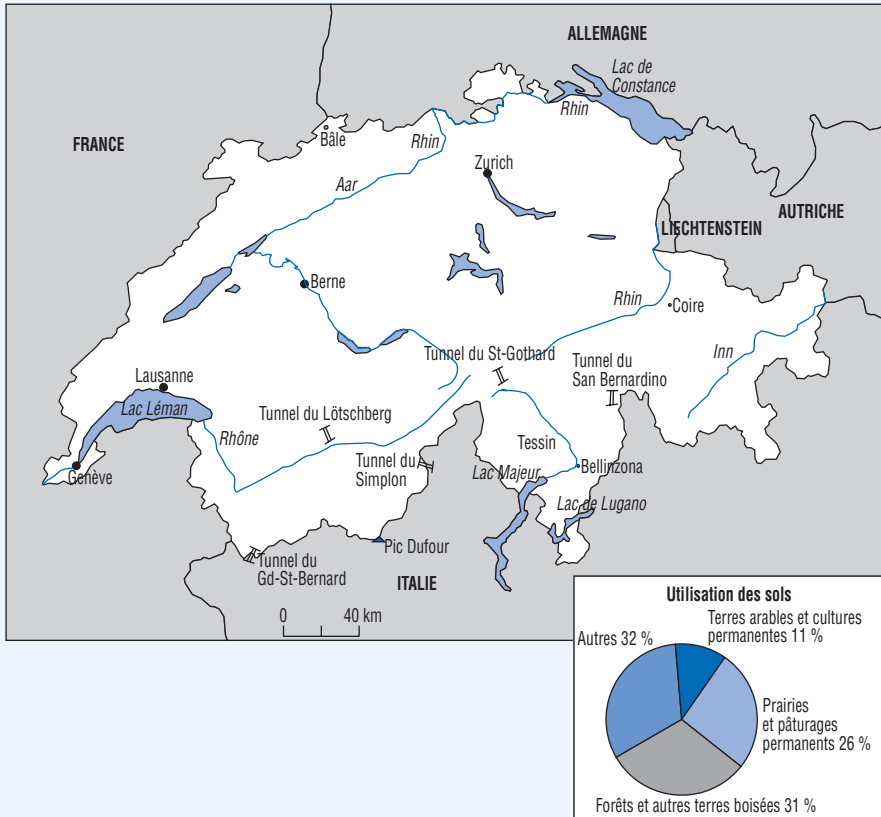 ALLEMAGNE
Lac de
Constance
FRANCE
Bâle
Rhin
Rhin
Zurich
Aar
AUTRICHE
LIECHTENSTEIN
Berne
Rhin
Coire
Inn
Tunnel du St-Gothard
Tunnel du
San Bernardino
Lausanne
Lac Léman
Tunnel du Lötschberg
Rhône
Tessin
Genève
Tunnel du
Simplon
Lac Majeur
Bellinzona
Lac de Lugano
Pic Dufour
Tunnel du
Gd-St-Bernard
ITALIE
0 40 km
Utilisation des sols
Autres 32 %
Terres arables et cultures
permanentes 11 %
Prairies
et pâturages
permanents 26 %
Forêts et autres terres boisées 31 %